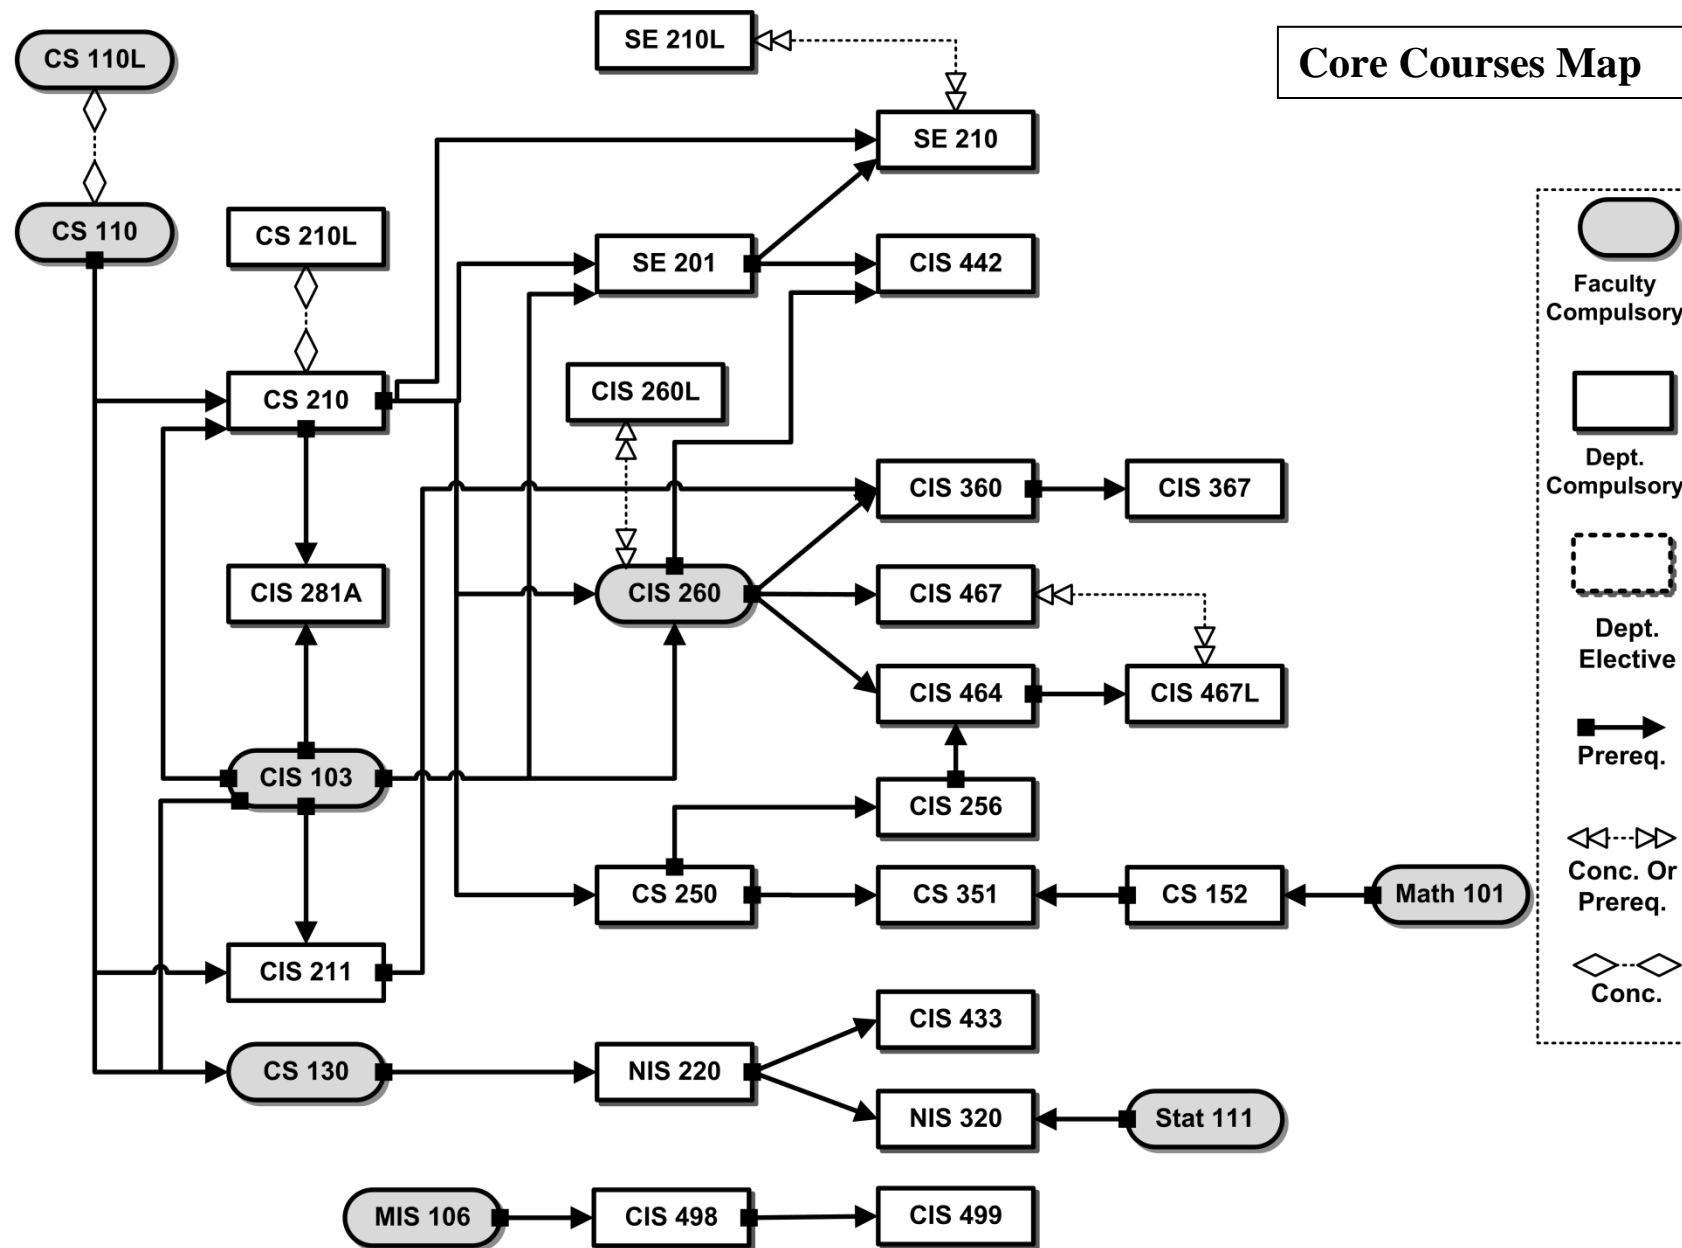 Core Courses Map
CS 110L
SE 210L
SE 210
CS 110
CS 210L
SE 201
CIS 442
CS 210
CIS 260L
CIS 360
CIS 367
CIS 281A
CIS 260
CIS 467
CIS 464
CIS 467L
CIS 103
CIS 256
CS 250
CS 351
CS 152
Math 101
CIS 211
CIS 433
CS 130
NIS 220
NIS 320
Stat 111
MIS 106
CIS 498
CIS 499
Faculty
Compulsory
Dept.
Compulsory
Dept.
Elective
Prereq.
Conc. Or
Prereq.
Conc.